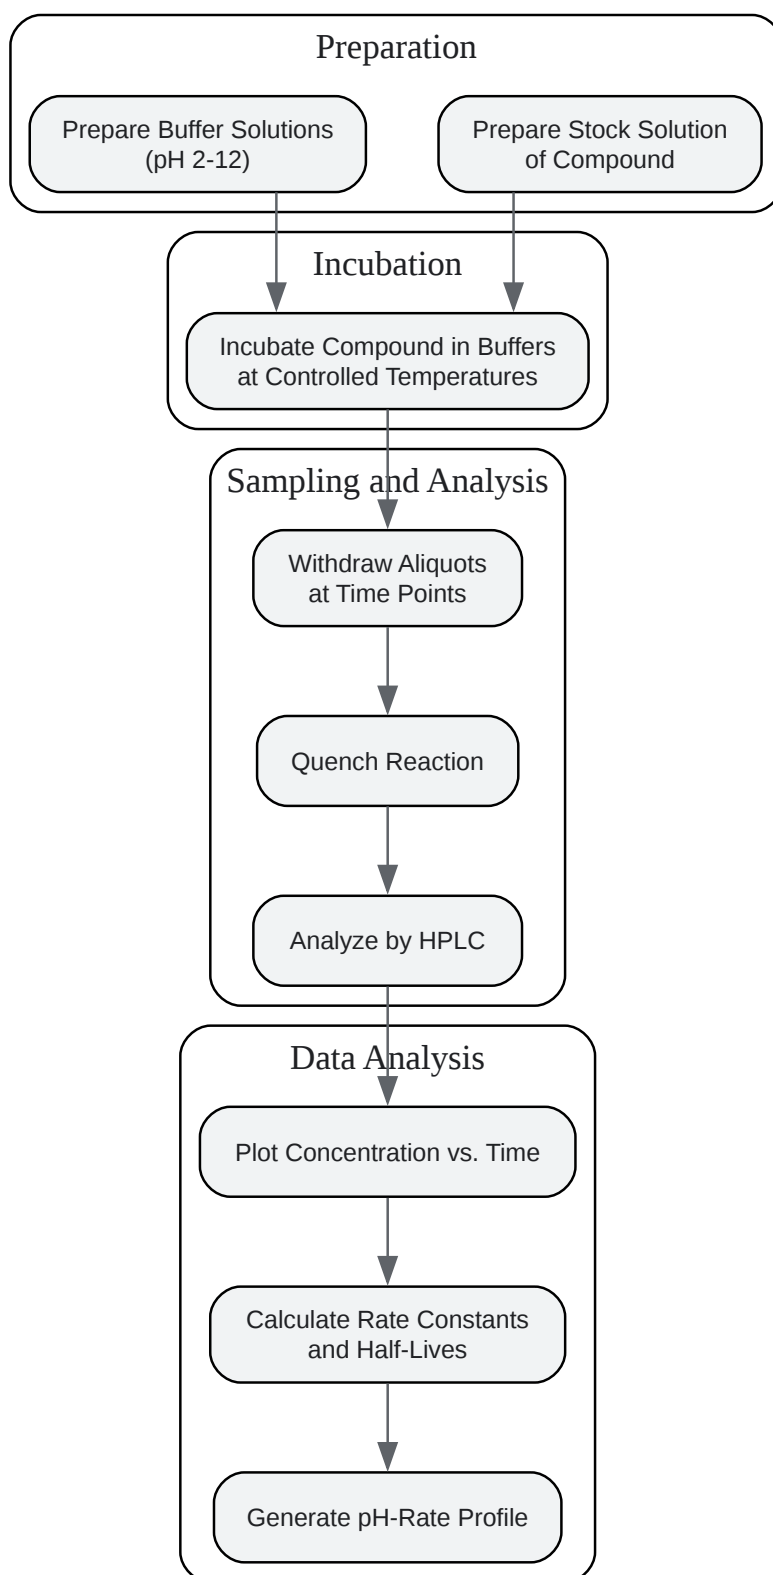 Preparation
Prepare Buffer Solutions
(pH 2-12)
Prepare Stock Solution
of Compound
Incubation
Incubate Compound in Buffers
at Controlled Temperatures
Sampling and Analysis
Withdraw Aliquots
at Time Points
Quench Reaction
Analyze by HPLC
Data Analysis
Plot Concentration vs. Time
Calculate Rate Constants
and Half-Lives
Generate pH-Rate Profile